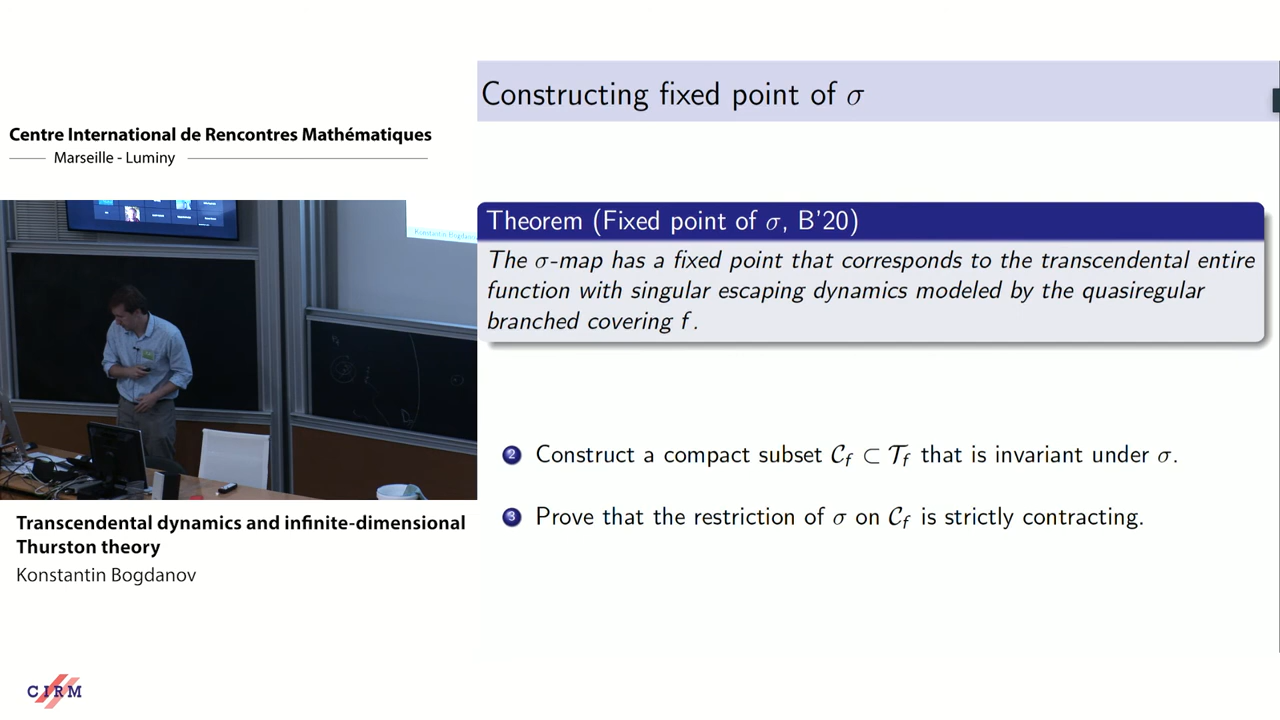 Constructing fixed point of σ
Centre International de Rencontres Mathématiques
Marseille - Luminy
Theorem (Fixed point of σ, B'20)
The σ-map has a fixed point that corresponds to the transcendental entire
function with singular escaping dynamics modeled by the quasiregular
branched covering f.
2 Construct a compact subset 𝒞_f ⊂ 𝒯_f that is invariant under σ.
3 Prove that the restriction of σ on 𝒞_f is strictly contracting.
Konstantin Bogdanov
Transcendental dynamics and infinite-dimensional
Thurston theory
Konstantin Bogdanov
CIRM